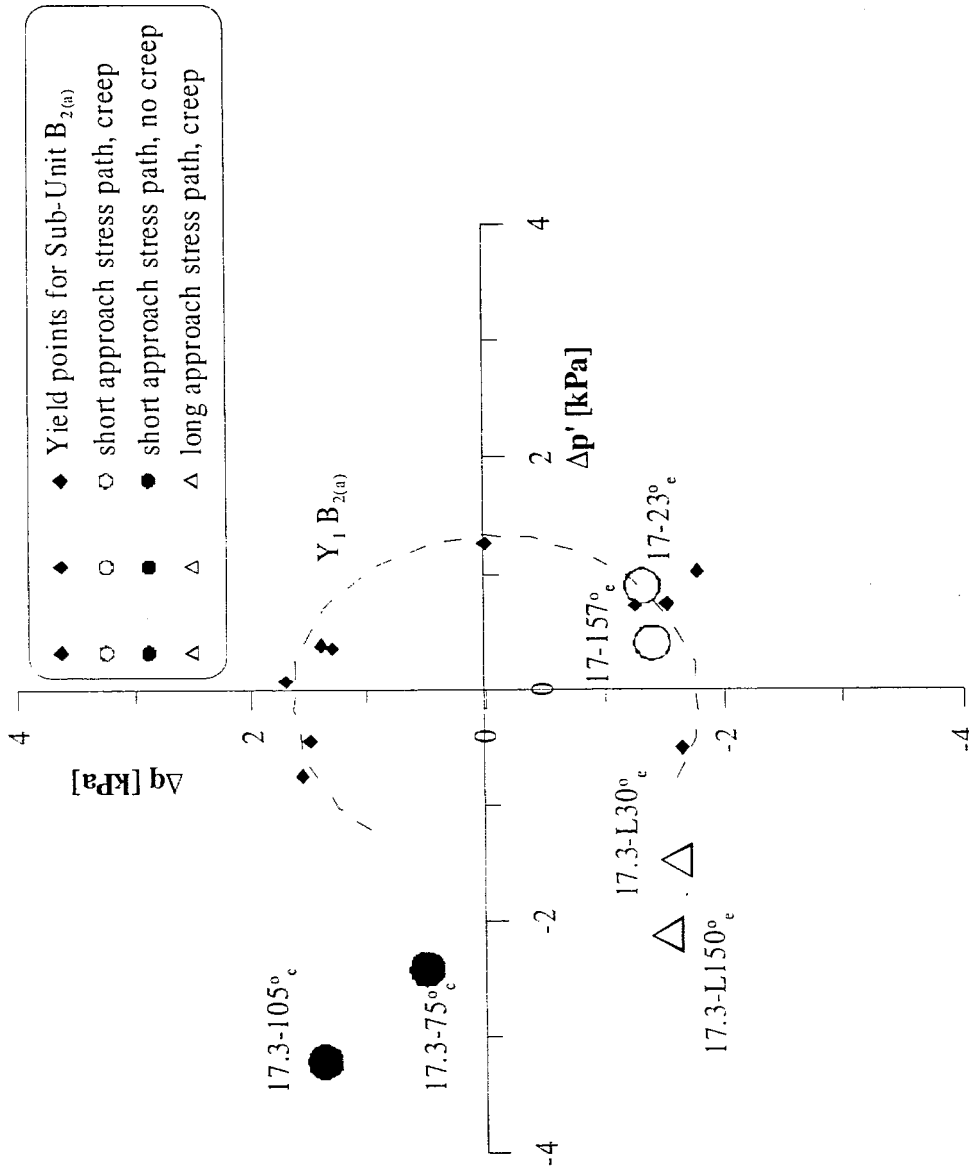 Yield points for Sub-Unit B2(a)
short approach stress path, creep
short approach stress path, no creep
long approach stress path, creep
Δq [kPa]
4
2
0
-2
-4
-4
-2
0
2
4
Δp' [kPa]
Y1 B2(a)
17.3-105°c
17.3-75°c
17-157°e
17-23°e
17.3-L30°e
17.3-L150°e